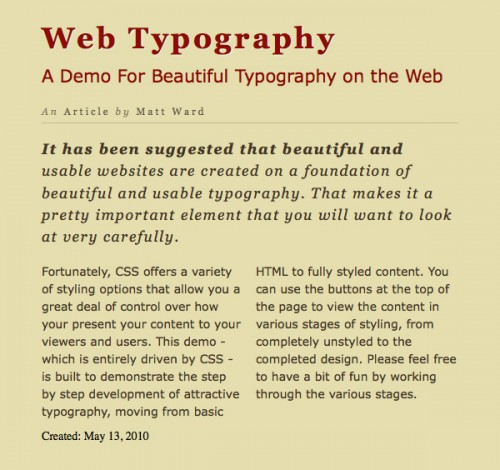 Web Typography
A Demo For Beautiful Typography on the Web
An Article by Matt Ward
It has been suggested that beautiful and
usable websites are created on a foundation of
beautiful and usable typography. That makes it a
pretty important element that you will want to look
at very carefully.
Fortunately, CSS offers a variety
of styling options that allow you a
great deal of control over how
your present your content to your
viewers and users. This demo -
which is entirely driven by CSS -
is built to demonstrate the step
by step development of attractive
typography, moving from basic
HTML to fully styled content. You
can use the buttons at the top of
the page to view the content in
various stages of styling, from
completely unstyled to the
completed design. Please feel free
to have a bit of fun by working
through the various stages.
Created: May 13, 2010